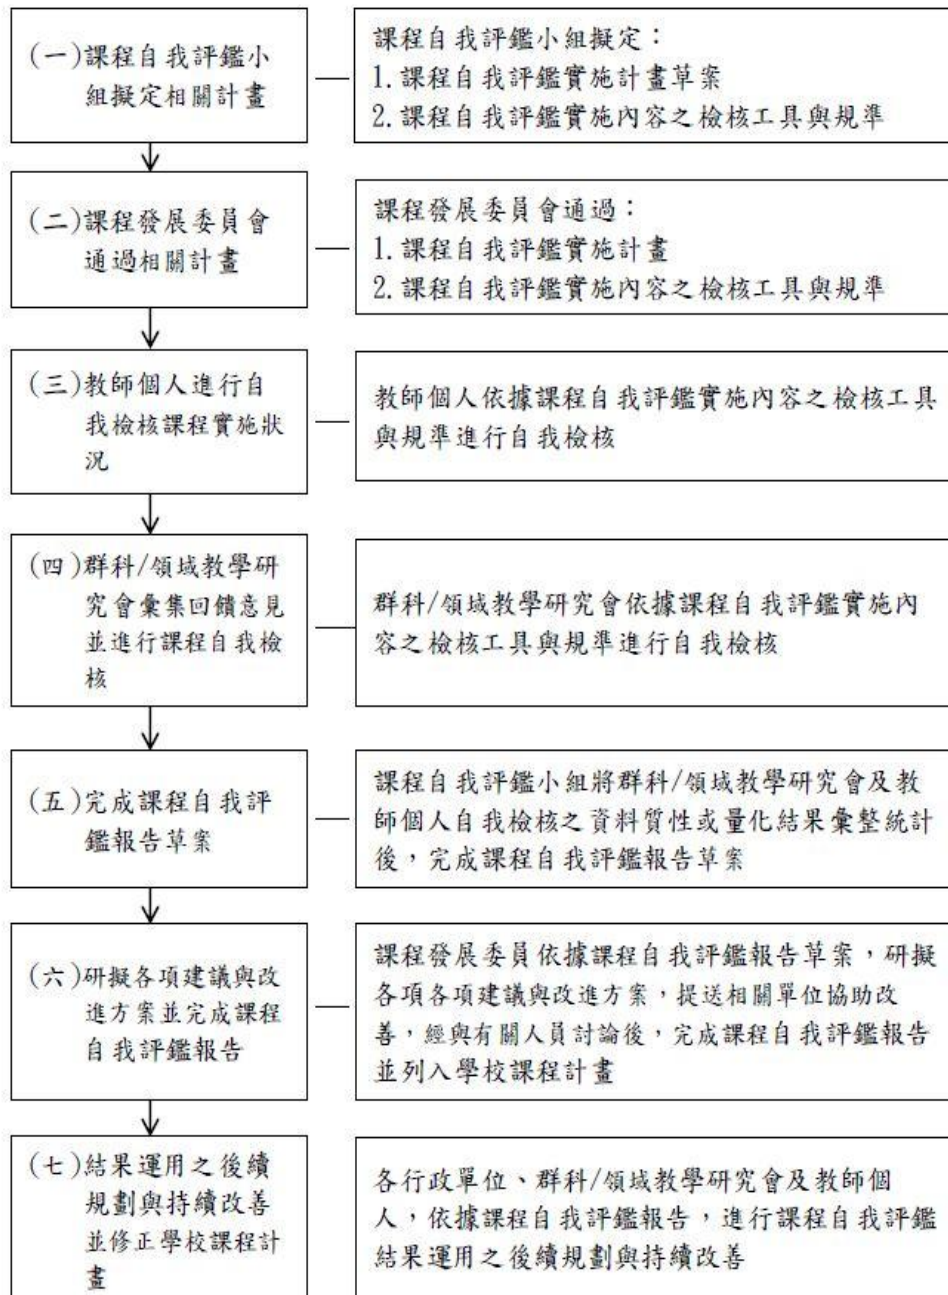 (一)課程自我評鑑小
組擬定相關計畫
課程自我評鑑小組擬定：
1.課程自我評鑑實施計畫草案
2.課程自我評鑑實施內容之檢核工具與規準
(二)課程發展委員會
通過相關計畫
課程發展委員會通過：
1.課程自我評鑑實施計畫
2.課程自我評鑑實施內容之檢核工具與規準
(三)教師個人進行自
我檢核課程實施狀
況
教師個人依據課程自我評鑑實施內容之檢核工具
與規準進行自我檢核
(四)群科/領域教學研
究會彙集回饋意見
並進行課程自我檢
核
群科/領域教學研究會依據課程自我評鑑實施內
容之檢核工具與規準進行自我檢核
(五)完成課程自我評
鑑報告草案
課程自我評鑑小組將群科/領域教學研究會及教
師個人自我檢核之資料質性或量化結果彙整統計
後，完成課程自我評鑑報告草案
(六)研擬各項建議與改
進方案並完成課程
自我評鑑報告
課程發展委員依據課程自我評鑑報告草案，研擬
各項各項建議與改進方案，提送相關單位協助改
善，經與有關人員討論後，完成課程自我評鑑報告
並列入學校課程計畫
(七)結果運用之後續
規劃與持續改善
並修正學校課程計
畫
各行政單位、群科/領域教學研究會及教師個
人，依據課程自我評鑑報告，進行課程自我評鑑
結果運用之後續規劃與持續改善